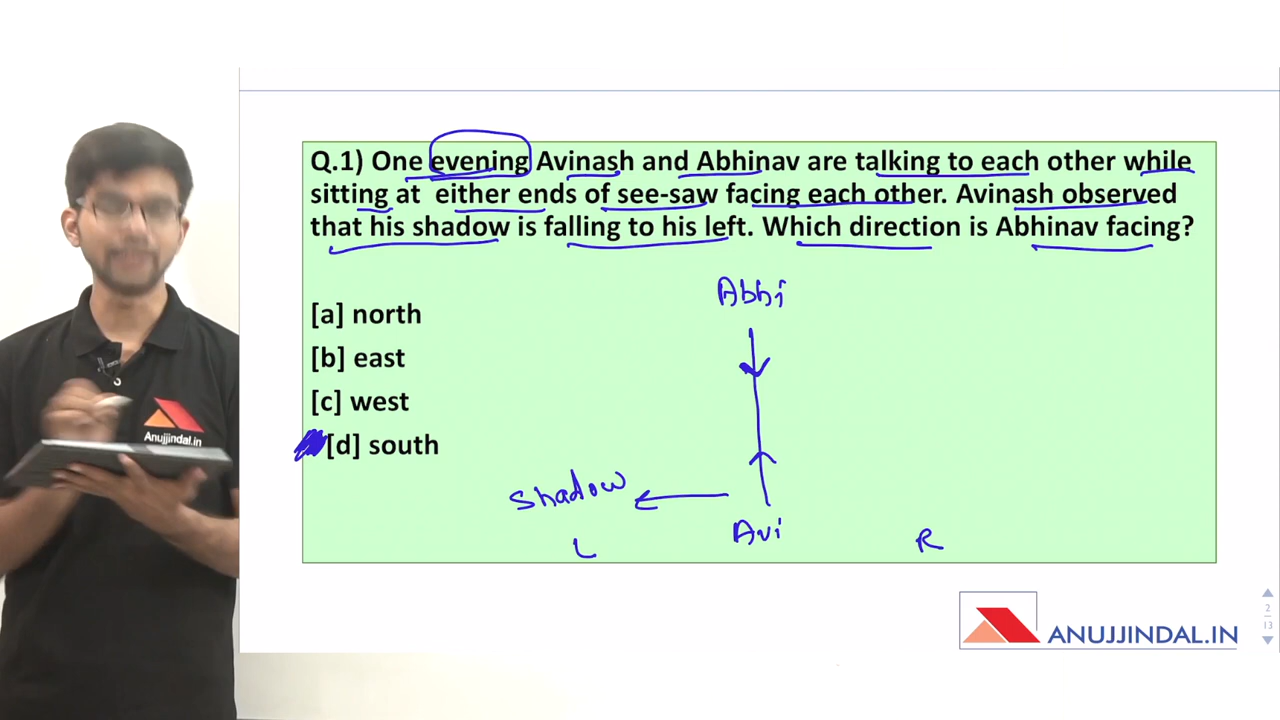 Q.1) One evening Avinash and Abhinav are talking to each other while
sitting at either ends of see-saw facing each other. Avinash observed
that his shadow is falling to his left. Which direction is Abhinav facing?
Abhi
[a] north
[b] east
[c] west
[d] south
Shadow
Avi
L
R
Anujjindal.in
ANUJJINDAL.IN
2
13